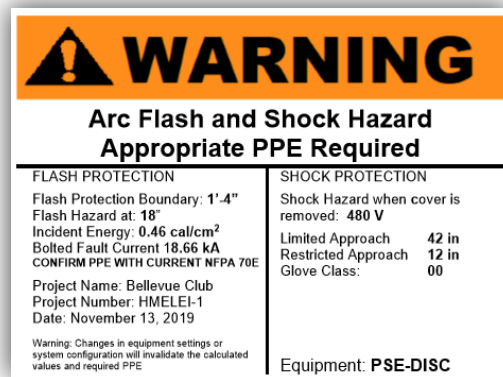 WARNING
Arc Flash and Shock Hazard
Appropriate PPE Required
FLASH PROTECTION
Flash Protection Boundary: 1'-4"
Flash Hazard at: 18"
Incident Energy: 0.46 cal/cm²
Bolted Fault Current 18.66 kA
CONFIRM PPE WITH CURRENT NFPA 70E
Project Name: Bellevue Club
Project Number: HMELEI-1
Date: November 13, 2019
Warning: Changes in equipment settings or
system configuration will invalidate the calculated
values and required PPE
SHOCK PROTECTION
Shock Hazard when cover is
removed: 480 V
Limited Approach 42 in
Restricted Approach 12 in
Glove Class: 00
Equipment: PSE-DISC